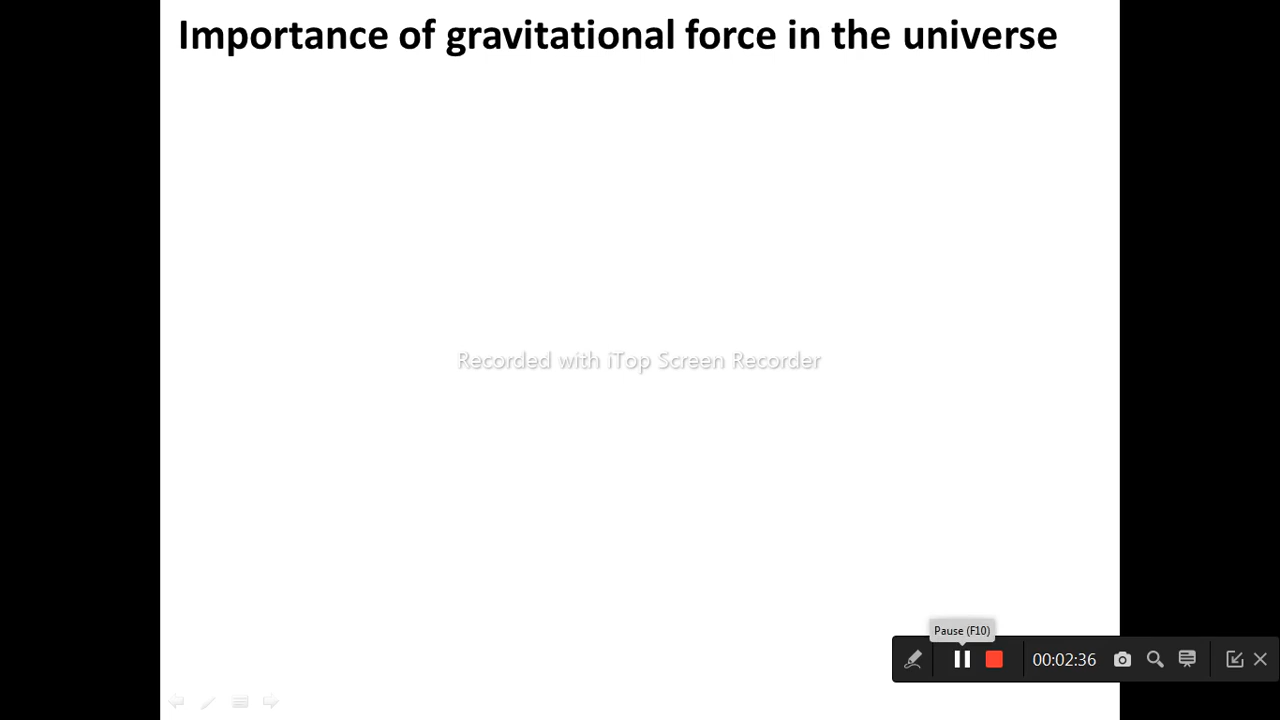 Importance of gravitational force in the universe
Recorded with iTop Screen Recorder
Pause (F10)
00:02:36